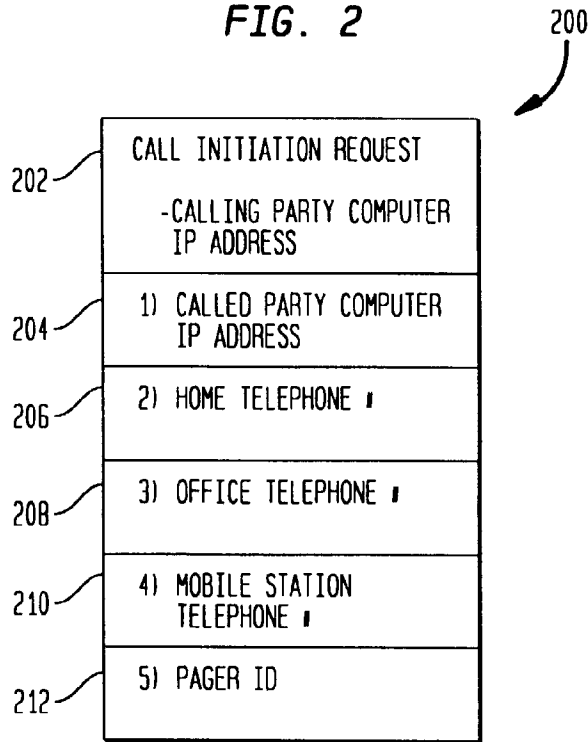 FIG. 2
200
202
CALL INITIATION REQUEST
-CALLING PARTY COMPUTER
IP ADDRESS
204
1) CALLED PARTY COMPUTER
IP ADDRESS
206
2) HOME TELEPHONE #
208
3) OFFICE TELEPHONE #
210
4) MOBILE STATION
TELEPHONE #
212
5) PAGER ID